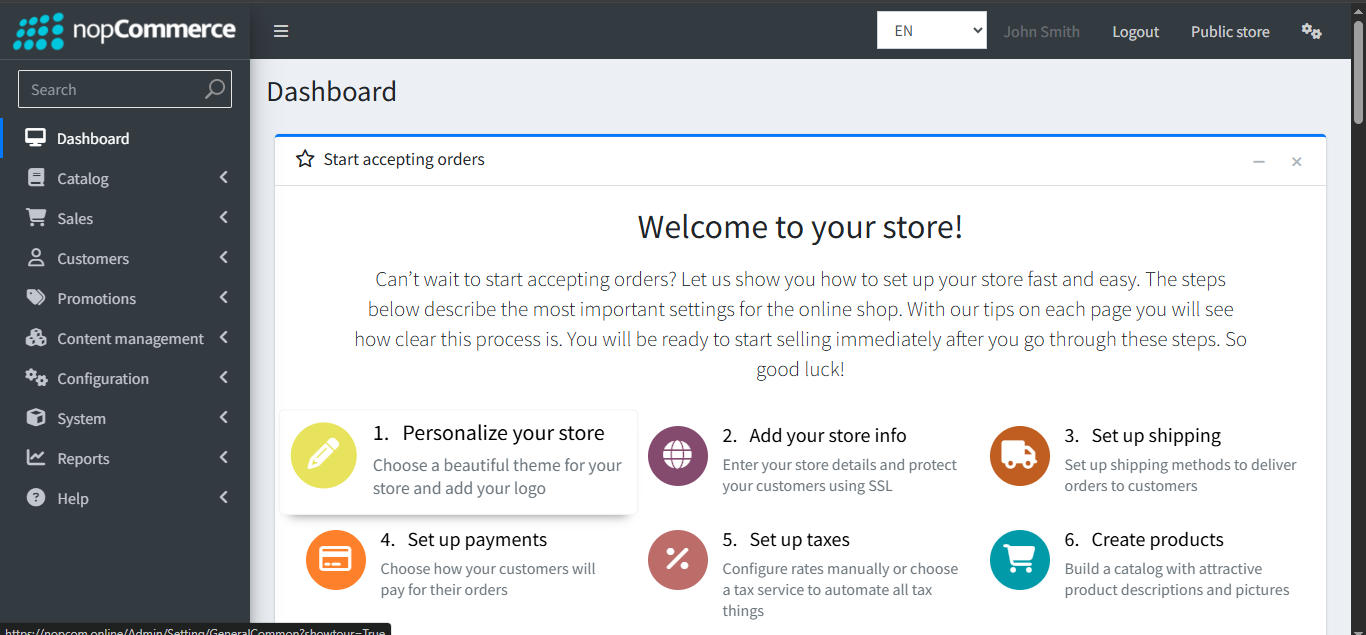 nopCommerce
EN
John Smith
Logout
Public store
Search
Dashboard
Catalog
Sales
Customers
Promotions
Content management
Configuration
System
Reports
Help
Dashboard
Start accepting orders
Welcome to your store!
Can’t wait to start accepting orders? Let us show you how to set up your store fast and easy. The steps
below describe the most important settings for the online shop. With our tips on each page you will see
how clear this process is. You will be ready to start selling immediately after you go through these steps. So
good luck!
1. Personalize your store
Choose a beautiful theme for your
store and add your logo
2. Add your store info
Enter your store details and protect
your customers using SSL
3. Set up shipping
Set up shipping methods to deliver
orders to customers
4. Set up payments
Choose how your customers will
pay for their orders
5. Set up taxes
Configure rates manually or choose
a tax service to automate all tax
things
6. Create products
Build a catalog with attractive
product descriptions and pictures
https://nopcom.online/Admin/Setting/GeneralCommon?showtour=True